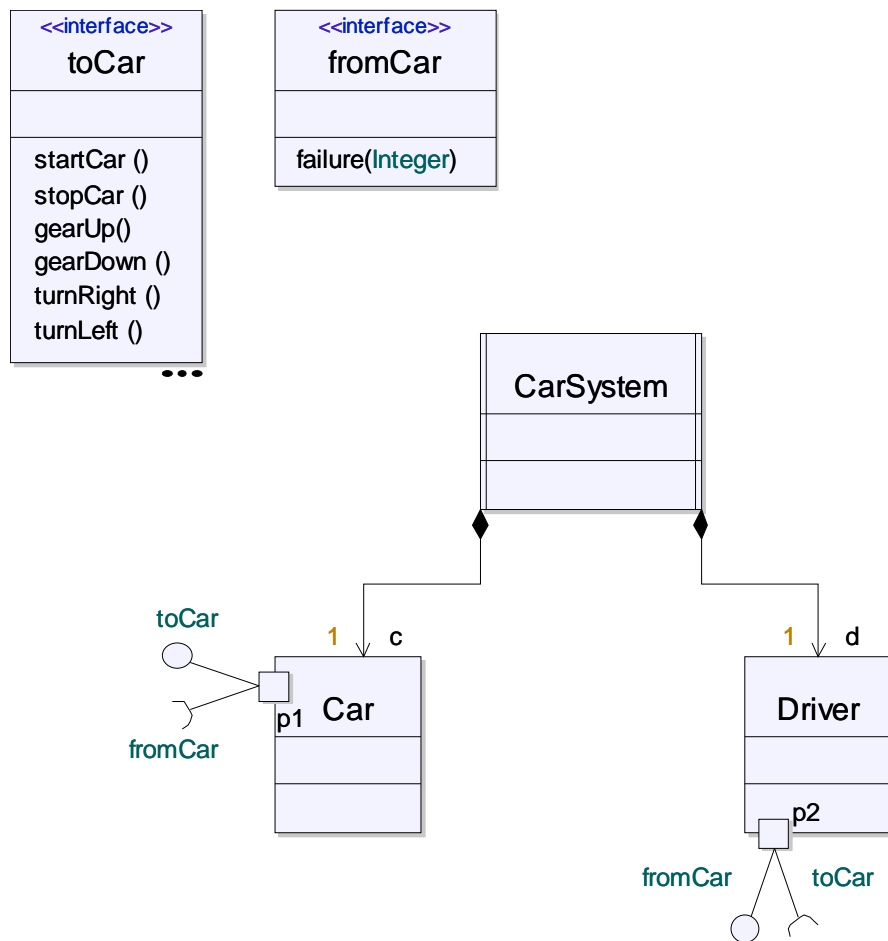 <<interface>>
toCar
startCar ()
stopCar ()
gearUp()
gearDown ()
turnRight ()
turnLeft ()
<<interface>>
fromCar
failure(Integer)
CarSystem
toCar
1 c
p1 Car
fromCar
1 d
Driver
p2
fromCar toCar